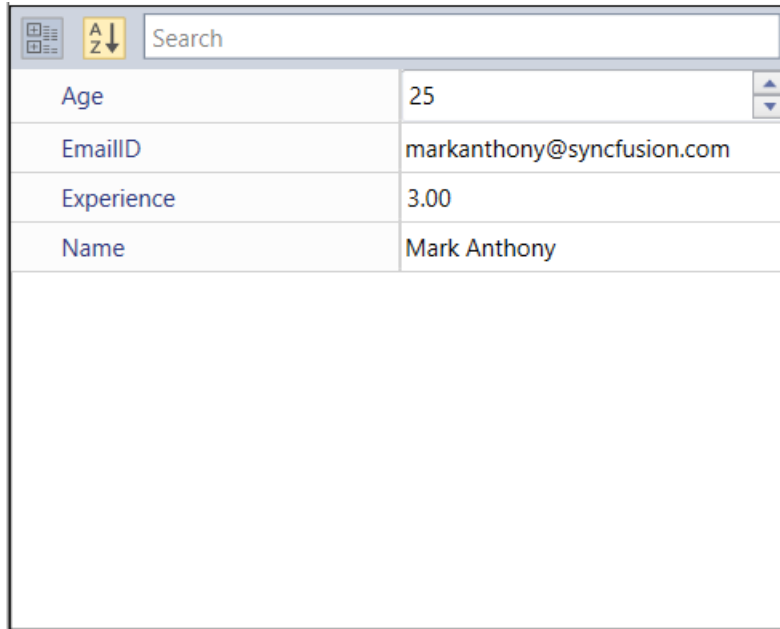 A
Z
Search
Age 25
EmailID markanthony@syncfusion.com
Experience 3.00
Name Mark Anthony